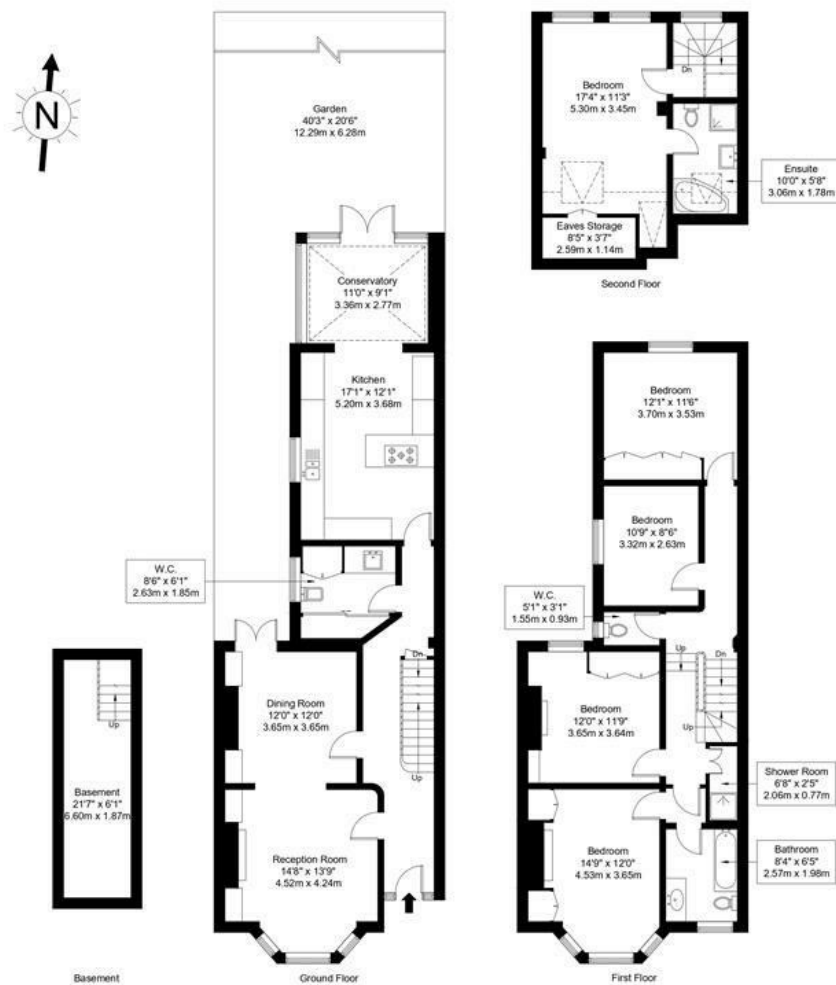 N
Garden
40'3" x 20'6"
12.29m x 6.28m
Conservatory
11'0" x 9'1"
3.36m x 2.77m
Kitchen
17'1" x 12'1"
5.20m x 3.68m
W.C.
8'6" x 6'1"
2.63m x 1.85m
Dn
Dining Room
12'0" x 12'0"
3.65m x 3.65m
Up
Reception Room
14'8" x 13'9"
4.52m x 4.24m
Ground Floor
Up
Basement
21'7" x 6'1"
6.60m x 1.87m
Basement
Bedroom
17'4" x 11'3"
5.30m x 3.45m
Dn
Ensuite
10'0" x 5'8"
3.06m x 1.78m
Eaves Storage
8'5" x 3'7"
2.59m x 1.14m
Second Floor
Bedroom
12'1" x 11'6"
3.70m x 3.53m
Bedroom
10'9" x 8'6"
3.32m x 2.63m
W.C.
5'1" x 3'1"
1.55m x 0.93m
Up
Dn
Bedroom
12'0" x 11'9"
3.65m x 3.64m
Up
Shower Room
6'8" x 2'5"
2.06m x 0.77m
Bedroom
14'9" x 12'0"
4.53m x 3.65m
Bathroom
8'4" x 6'5"
2.57m x 1.98m
First Floor